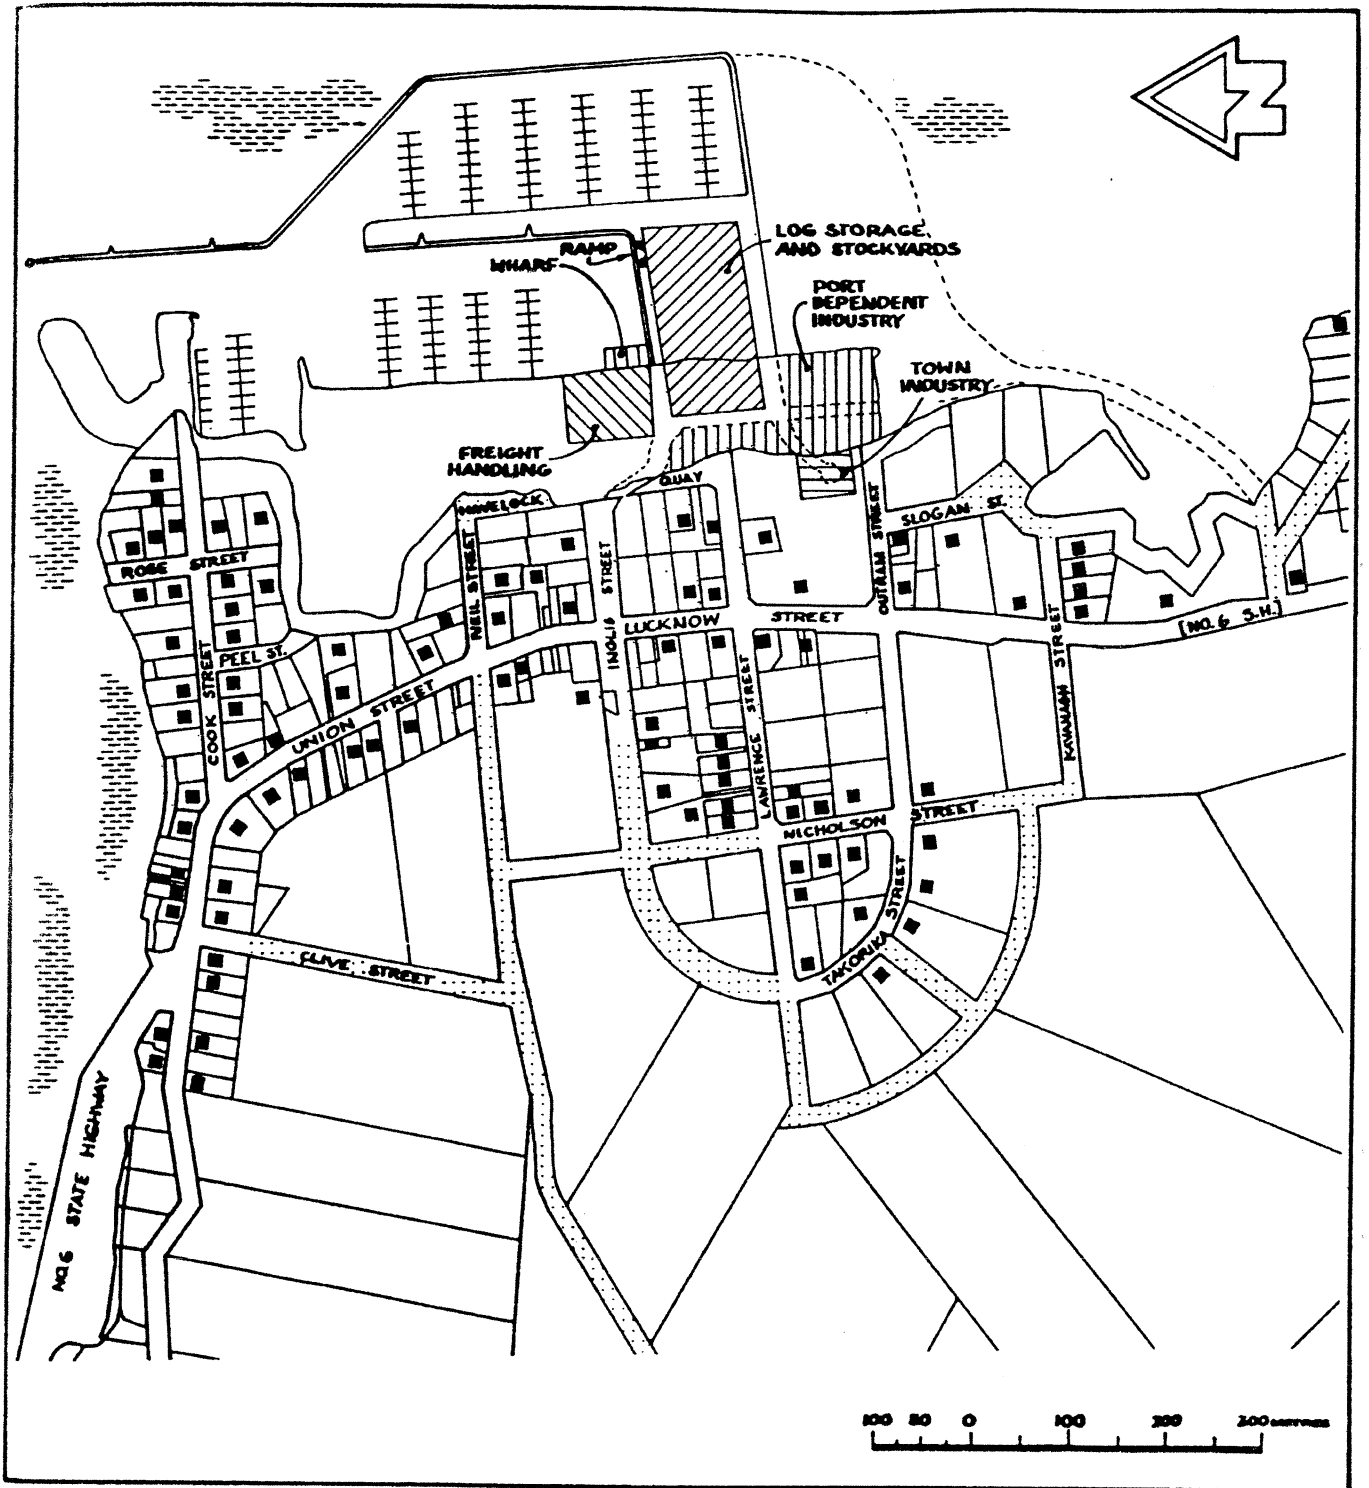 N
LOG STORAGE
AND STOCKYARDS
RAMP
WHARF
PORT
DEPENDENT
INDUSTRY
TOWN
INDUSTRY
FREIGHT
HANDLING
QUAY
HAVELOCK
SLOGAN ST.
OUTRAM STREET
ROSE STREET
NEIL STREET
INGLIS STREET
LUCKNOW STREET
[NO. 6 S.H.]
PEEL ST.
COOK STREET
UNION STREET
LAWRENCE STREET
KAVANAGH STREET
NICHOLSON STREET
TAKORIKA STREET
CLIVE STREET
NO. 6 STATE HIGHWAY
100 50 0 100 200 300 METRES